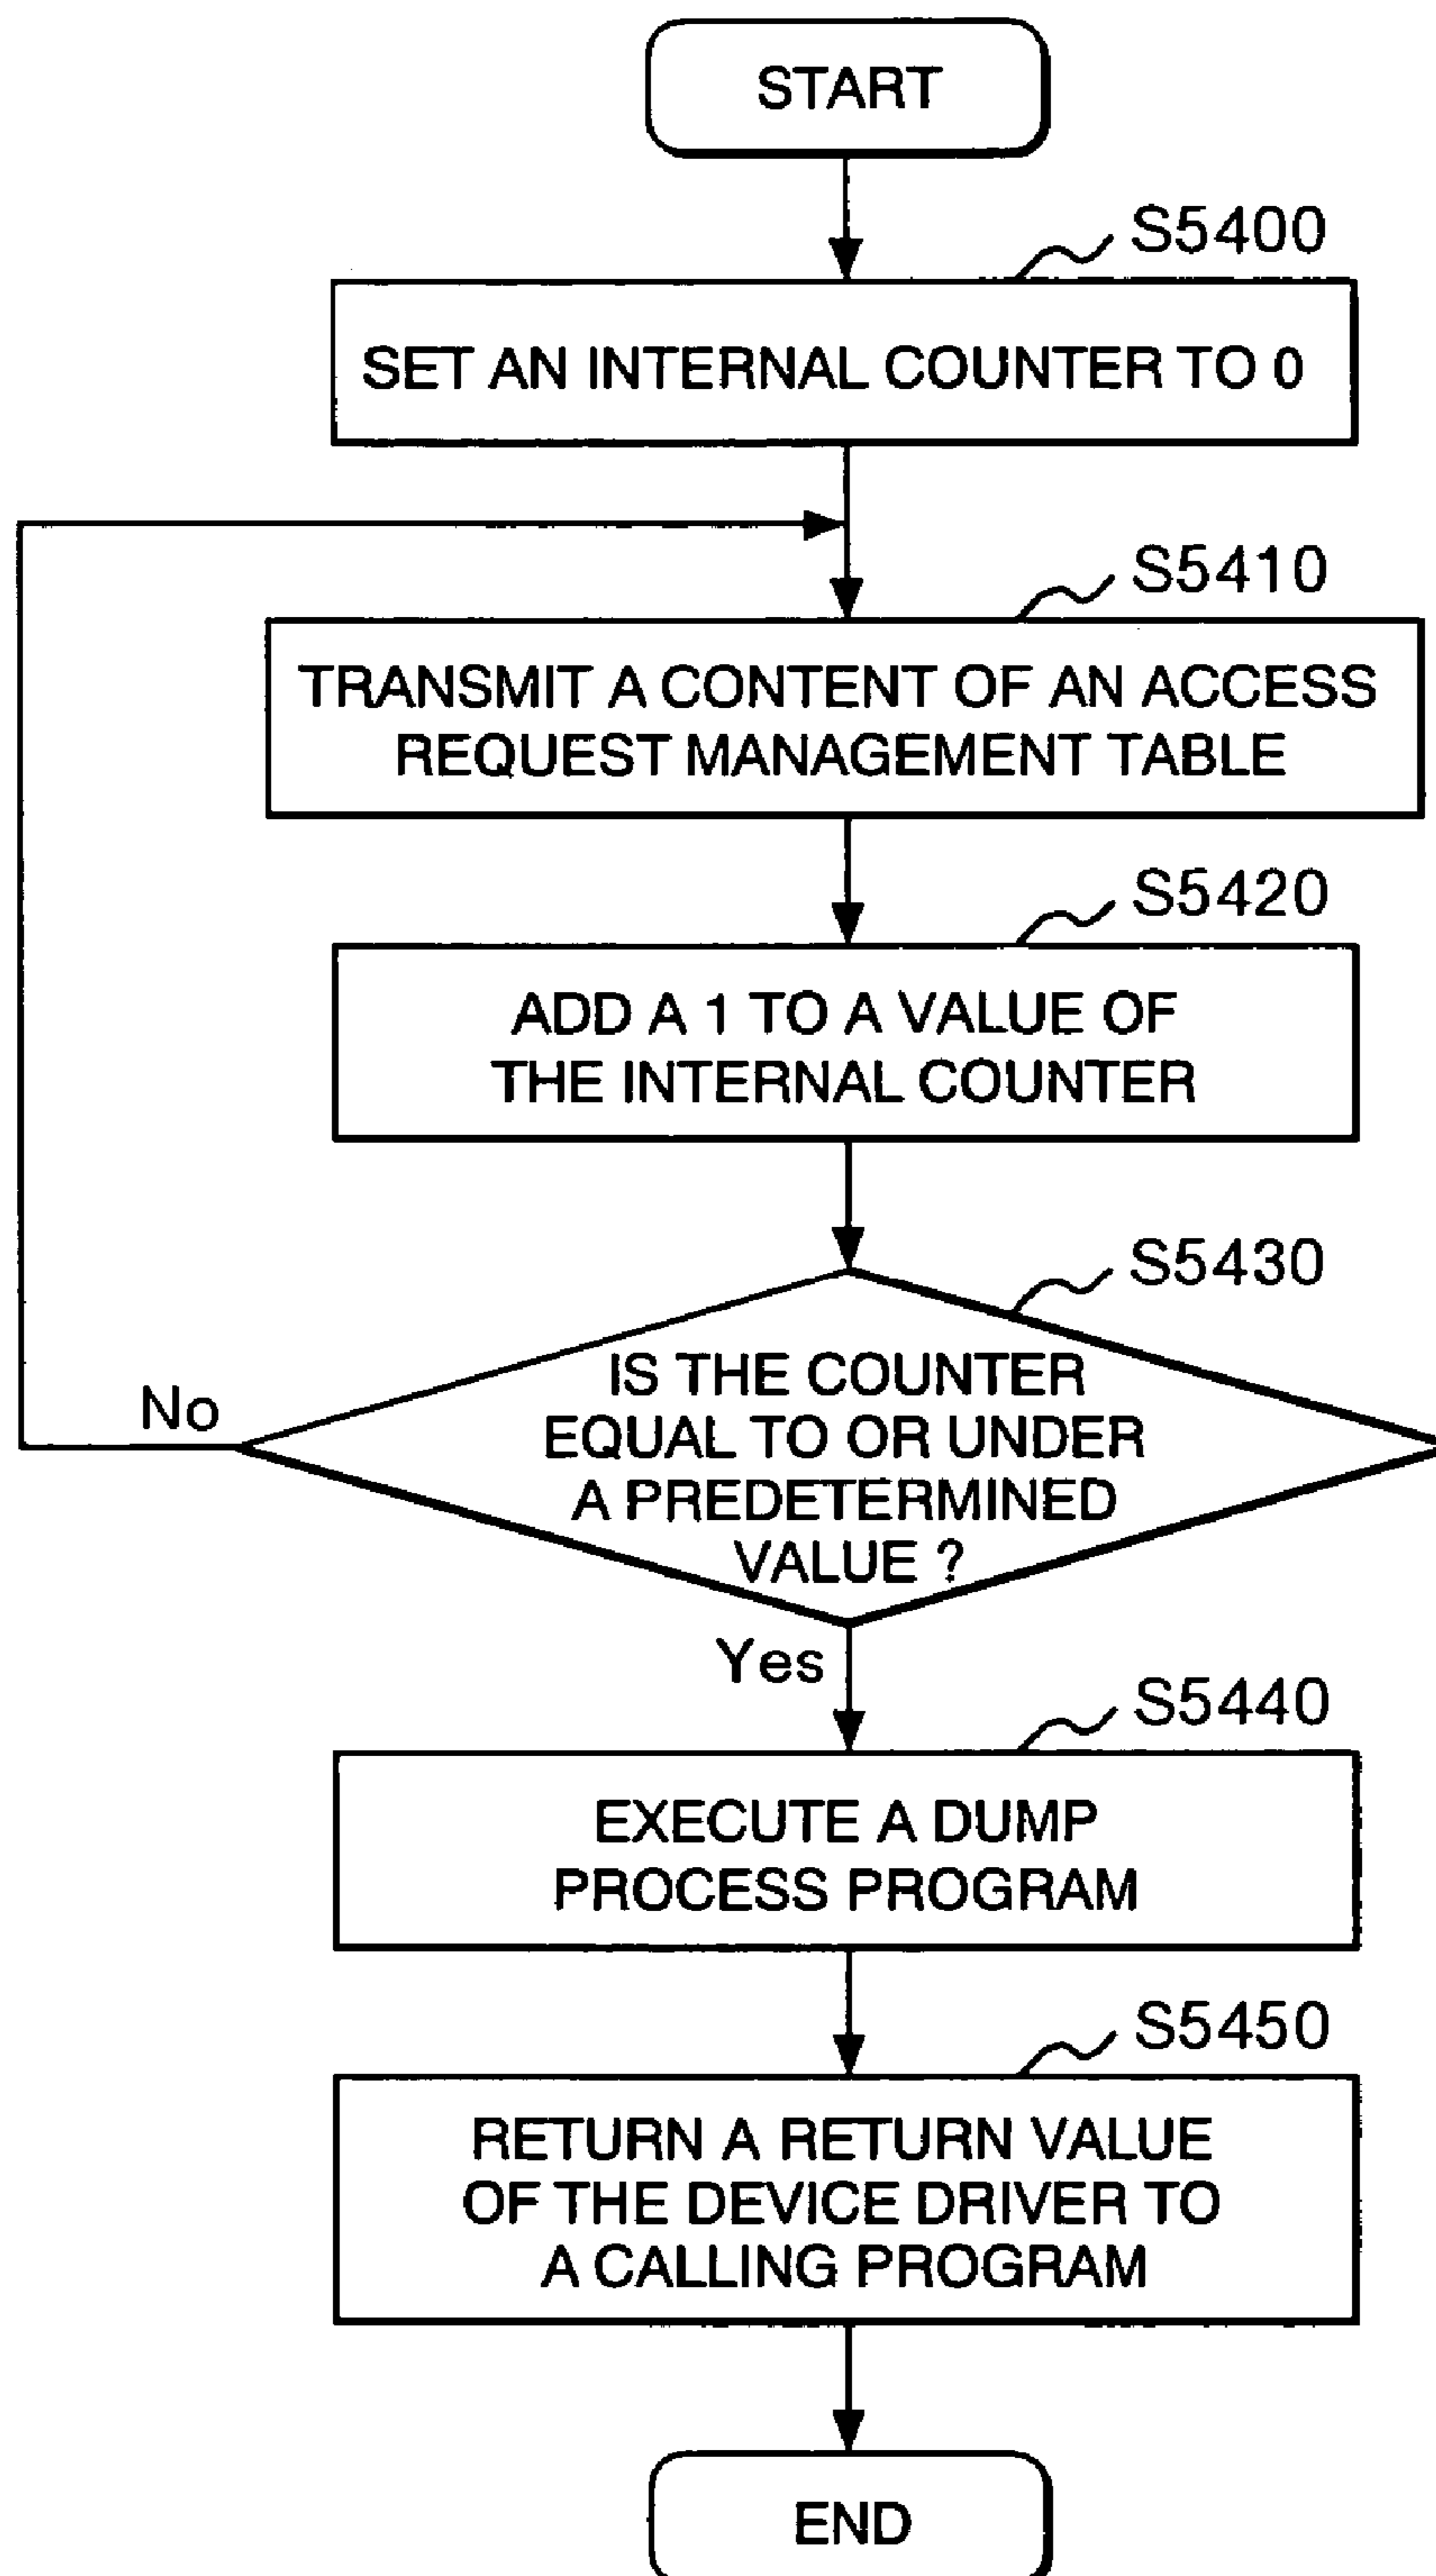 START
S5400
SET AN INTERNAL COUNTER TO 0
S5410
TRANSMIT A CONTENT OF AN ACCESS
REQUEST MANAGEMENT TABLE
S5420
ADD A 1 TO A VALUE OF
THE INTERNAL COUNTER
S5430
IS THE COUNTER
EQUAL TO OR UNDER
A PREDETERMINED
VALUE ?
No
Yes
S5440
EXECUTE A DUMP
PROCESS PROGRAM
S5450
RETURN A RETURN VALUE
OF THE DEVICE DRIVER TO
A CALLING PROGRAM
END